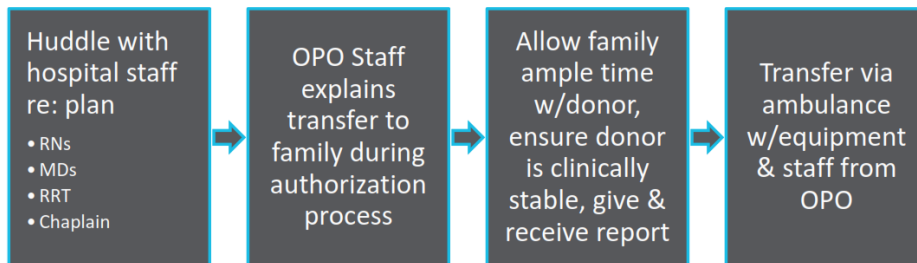 Huddle with
hospital staff
re: plan
• RNs
• MDs
• RRT
• Chaplain
OPO Staff
explains
transfer to
family during
authorization
process
Allow family
ample time
w/donor,
ensure donor
is clinically
stable, give &
receive report
Transfer via
ambulance
w/equipment
& staff from
OPO